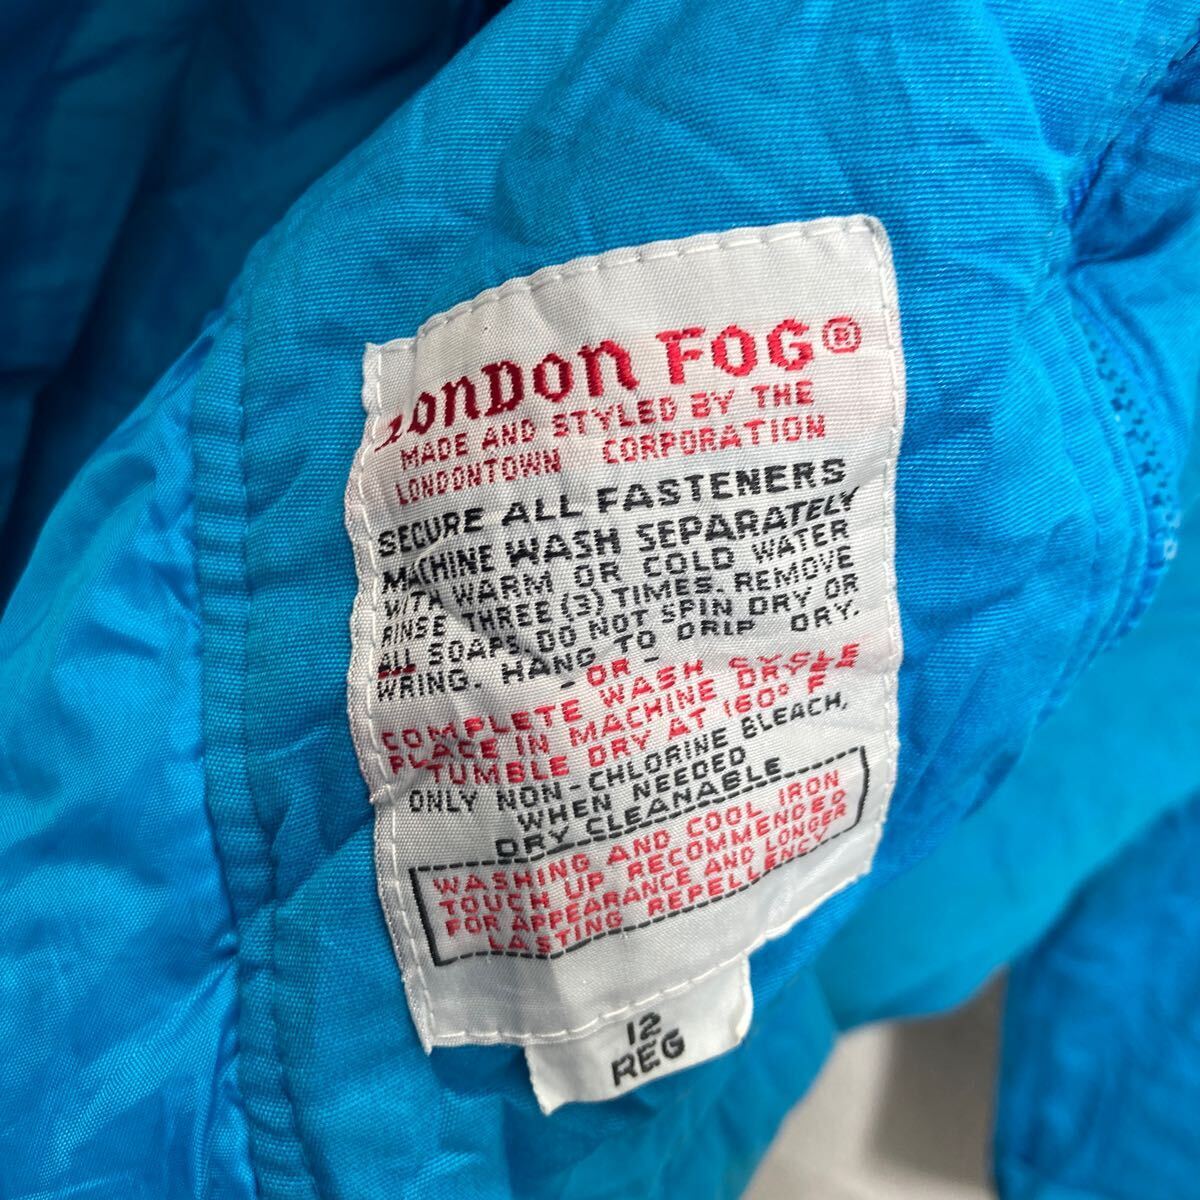 LONDON FOG®
MADE AND STYLED BY THE
LONDONTOWN CORPORATION
SECURE ALL FASTENERS
MACHINE WASH SEPARATELY
WITH WARM OR COLD WATER
RINSE THREE (3) TIMES. REMOVE
ALL SOAPS. DO NOT SPIN DRY OR
WRING. HANG TO DRIP DRY.
- OR -
COMPLETE WASH CYCLE
PLACE IN MACHINE DRYER
TUMBLE DRY AT 160° F
ONLY NON-CHLORINE BLEACH,
WHEN NEEDED
DRY CLEANABLE
WASHING AND COOL IRON
TOUCH UP RECOMMENDED
FOR APPEARANCE AND LONGER
LASTING REPELLENCY
12
REG